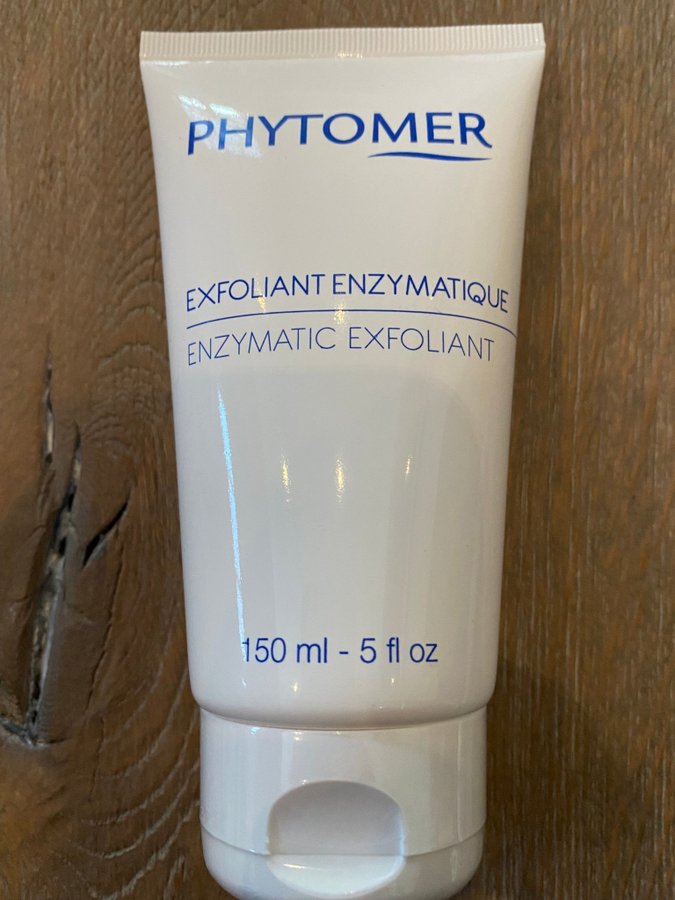 PHYTOMER
EXFOLIANT ENZYMATIQUE
ENZYMATIC EXFOLIANT
150 ml - 5 fl oz